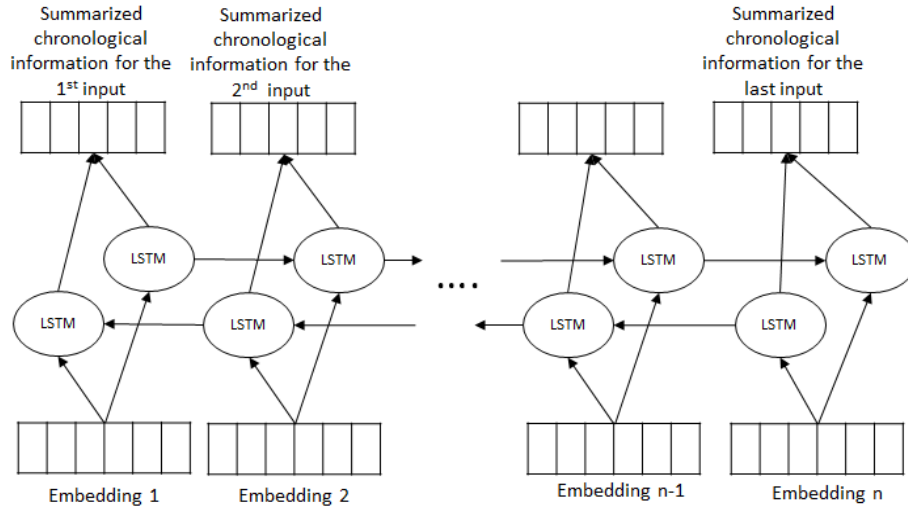 Summarized
chronological
information for the
1st input
Summarized
chronological
information for the
2nd input
Summarized
chronological
information for the
last input
LSTM
LSTM
LSTM
LSTM
....
LSTM
LSTM
LSTM
LSTM
Embedding 1
Embedding 2
Embedding n-1
Embedding n